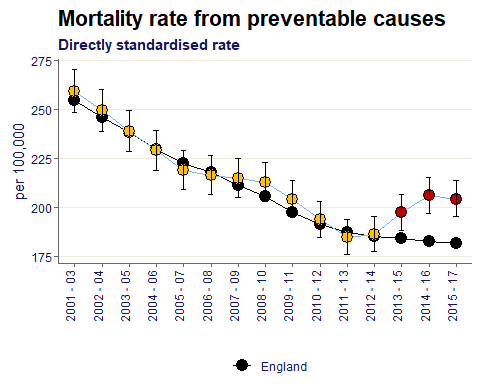 Mortality rate from preventable causes
Directly standardised rate
per 100,000
275
250
225
200
175
2001 - 03
2002 - 04
2003 - 05
2004 - 06
2005 - 07
2006 - 08
2007 - 09
2008 - 10
2009 - 11
2010 - 12
2011 - 13
2012 - 14
2013 - 15
2014 - 16
2015 - 17
England